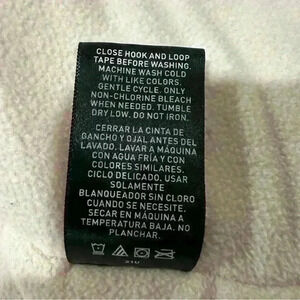 CLOSE HOOK AND LOOP
TAPE BEFORE WASHING.
MACHINE WASH COLD
WITH LIKE COLORS.
GENTLE CYCLE. ONLY
NON-CHLORINE BLEACH
WHEN NEEDED. TUMBLE
DRY LOW. DO NOT IRON.
CERRAR LA CINTA DE
GANCHO Y OJAL ANTES DEL
LAVADO. LAVAR A MÁQUINA
CON AGUA FRÍA Y CON
COLORES SIMILARES.
CICLO DELICADO. USAR
SOLAMENTE
BLANQUEADOR SIN CLORO
CUANDO SE NECESITE.
SECAR EN MÁQUINA A
TEMPERATURA BAJA. NO
PLANCHAR.